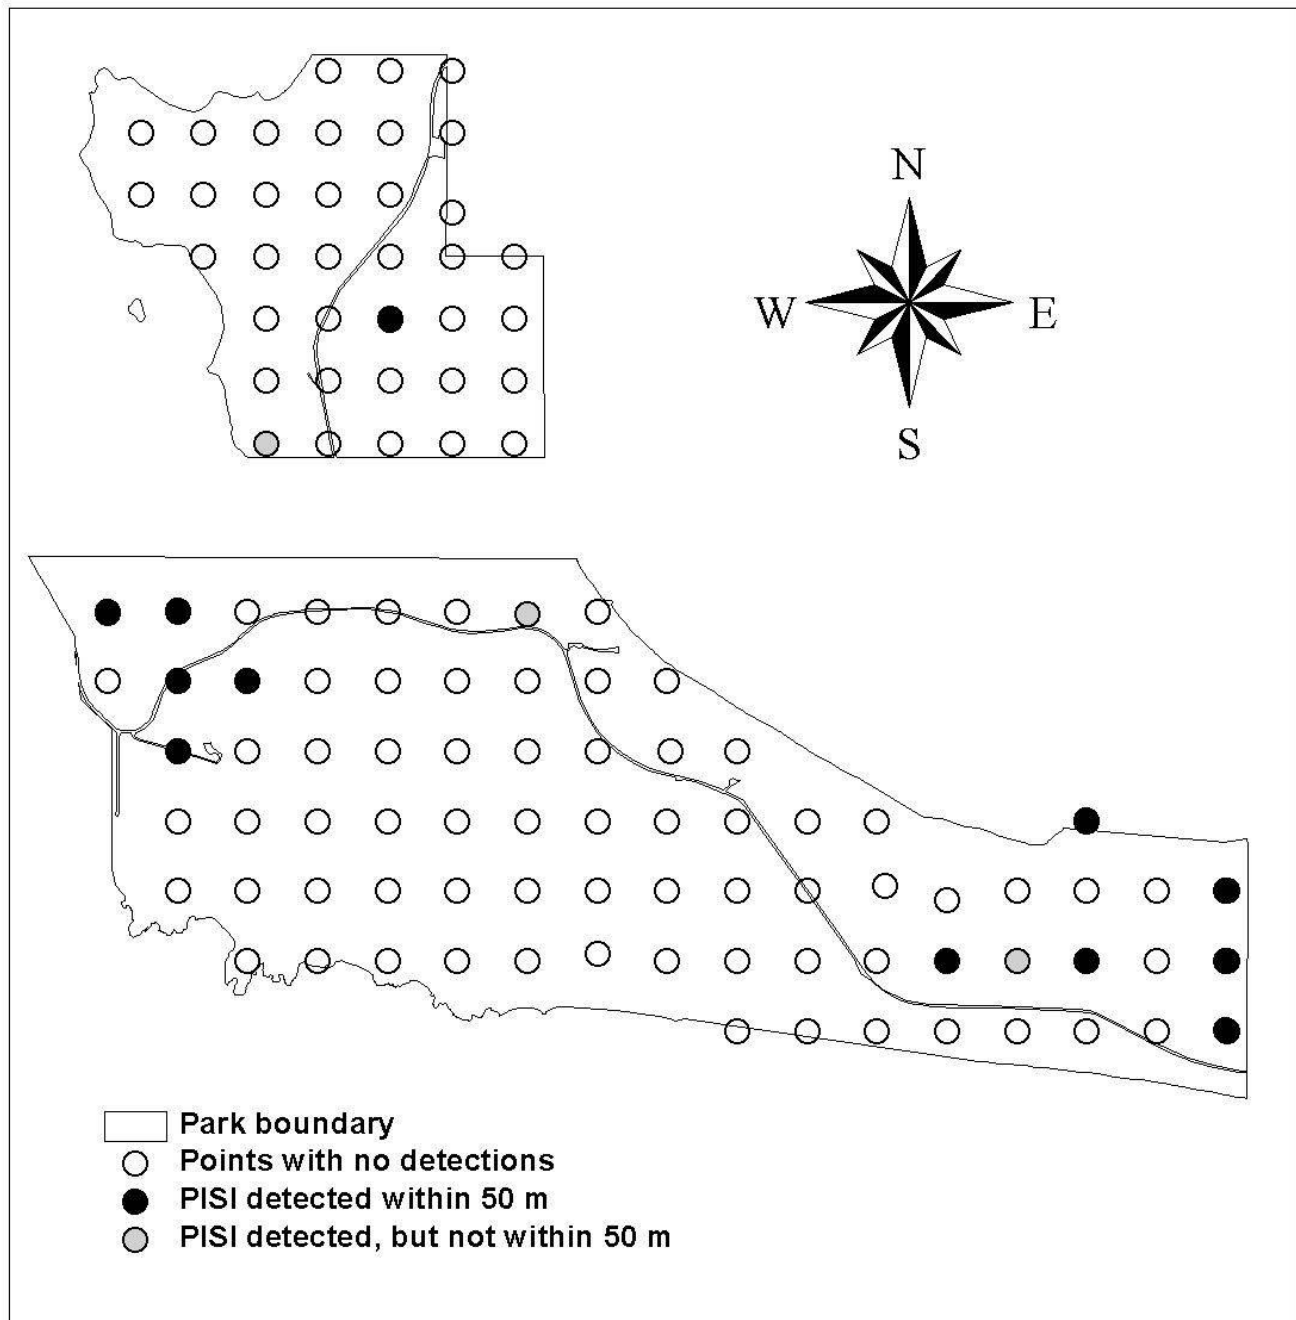 N
W
E
S
Park boundary
Points with no detections
PISI detected within 50 m
PISI detected, but not within 50 m